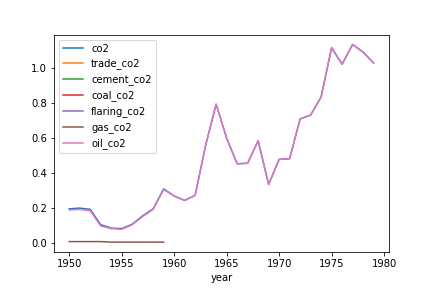 co2
trade_co2
cement_co2
coal_co2
flaring_co2
gas_co2
oil_co2
1.0
0.8
0.6
0.4
0.2
0.0
1950 1955 1960 1965 1970 1975 1980
year